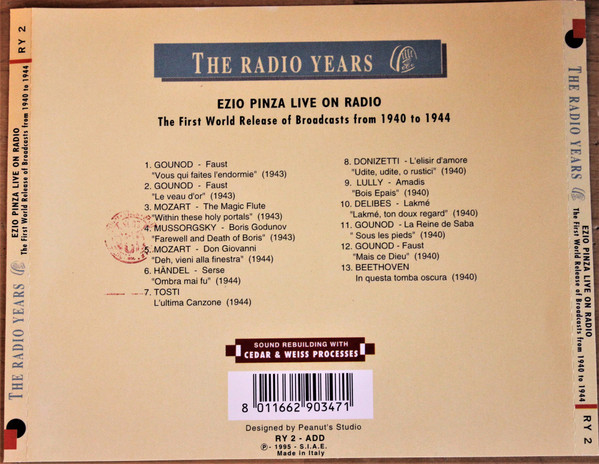 THE RADIO YEARS
EZIO PINZA LIVE ON RADIO
The First World Release of Broadcasts from 1940 to 1944
1. GOUNOD - Faust
"Vous qui faites l'endormie" (1943)
2. GOUNOD - Faust
"Le veau d'or" (1943)
3. MOZART - The Magic Flute
"Within these holy portals" (1943)
4. MUSSORGSKY - Boris Godunov
"Farewell and Death of Boris" (1943)
5. MOZART - Don Giovanni
"Deh, vieni alla finestra" (1944)
6. HÄNDEL - Serse
"Ombra mai fu" (1944)
7. TOSTI
L'ultima Canzone (1944)
8. DONIZETTI - L'elisir d'amore
"Udite, udite, o rustici" (1940)
9. LULLY - Amadis
"Bois Epais" (1940)
10. DELIBES - Lakmé
"Lakmé, ton doux regard" (1940)
11. GOUNOD - La Reine de Saba
" Sous les pieds" (1940)
12. GOUNOD - Faust
"Mais ce Dieu" (1940)
13. BEETHOVEN
In questa tomba oscura (1940)
SOUND REBUILDING WITH
CEDAR & WEISS PROCESSES
8 011662 903471
Designed by Peanut's Studio
RY 2 - ADD
℗ - 1995 - S.I.A.E.
Made in Italy
THE RADIO YEARS
EZIO PINZA LIVE ON RADIO
The First World Release of Broadcasts from 1940 to 1944
RY 2
THE RADIO YEARS
EZIO PINZA LIVE ON RADIO
The First World Release of Broadcasts from 1940 to 1944
RY 2